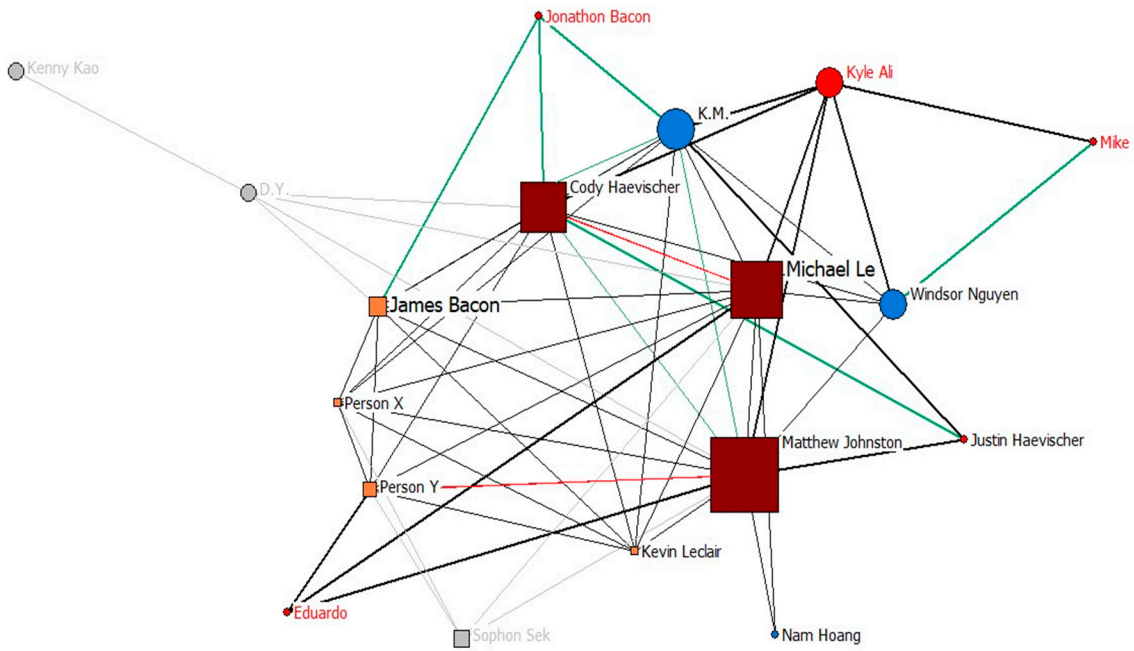 Jonathon Bacon
Kenny Kao
Kyle Ali
K.M.
Mike
D.Y.
Cody Haevischer
Michael Le
Windsor Nguyen
James Bacon
Person X
Matthew Johnston
Justin Haevischer
Person Y
Kevin Leclair
Eduardo
Sophon Sek
Nam Hoang